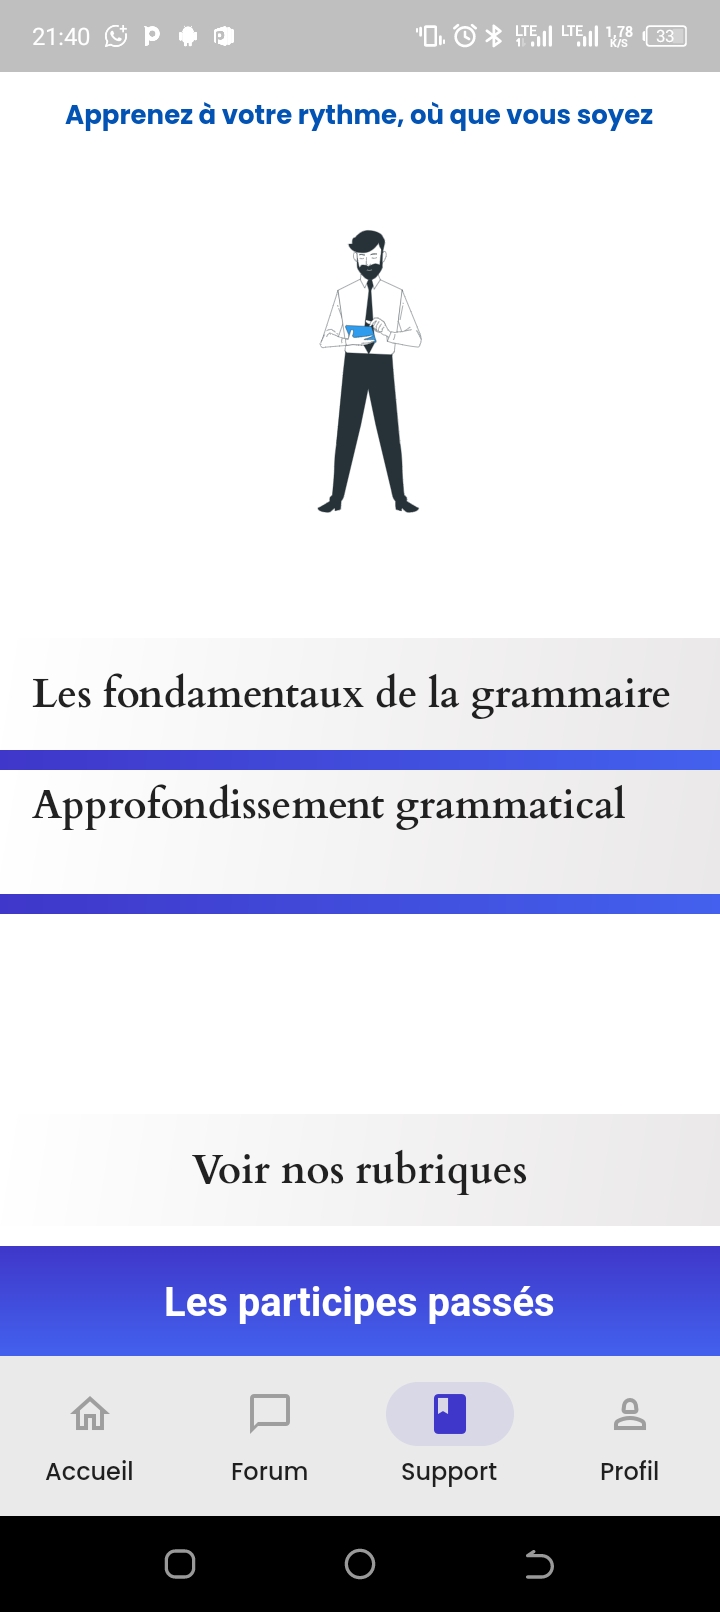 21:40
LTE LTE 1,78 K/S 33
Apprenez à votre rythme, où que vous soyez
Les fondamentaux de la grammaire
Approfondissement grammatical
Voir nos rubriques
Les participes passés
Accueil Forum Support Profil